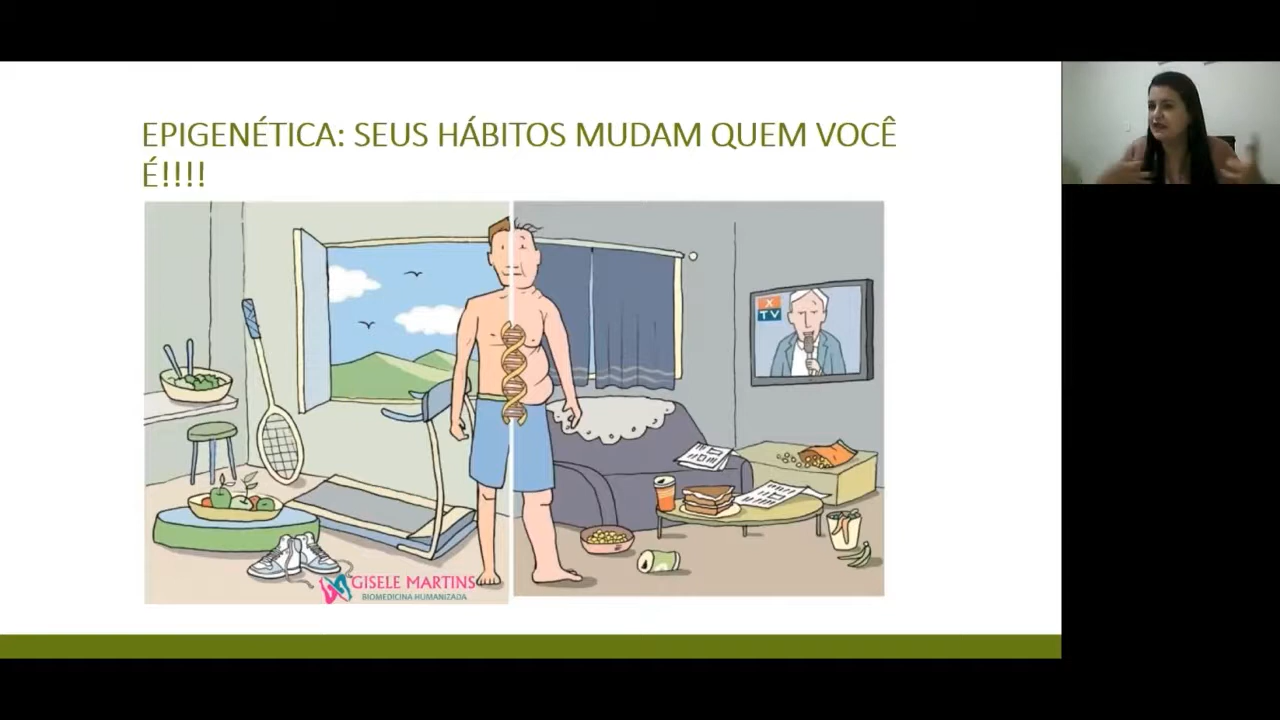 EPIGENÉTICA: SEUS HÁBITOS MUDAM QUEM VOCÊ
É!!!!
X
TV
GISELE MARTINS
BIOMEDICINA HUMANIZADA